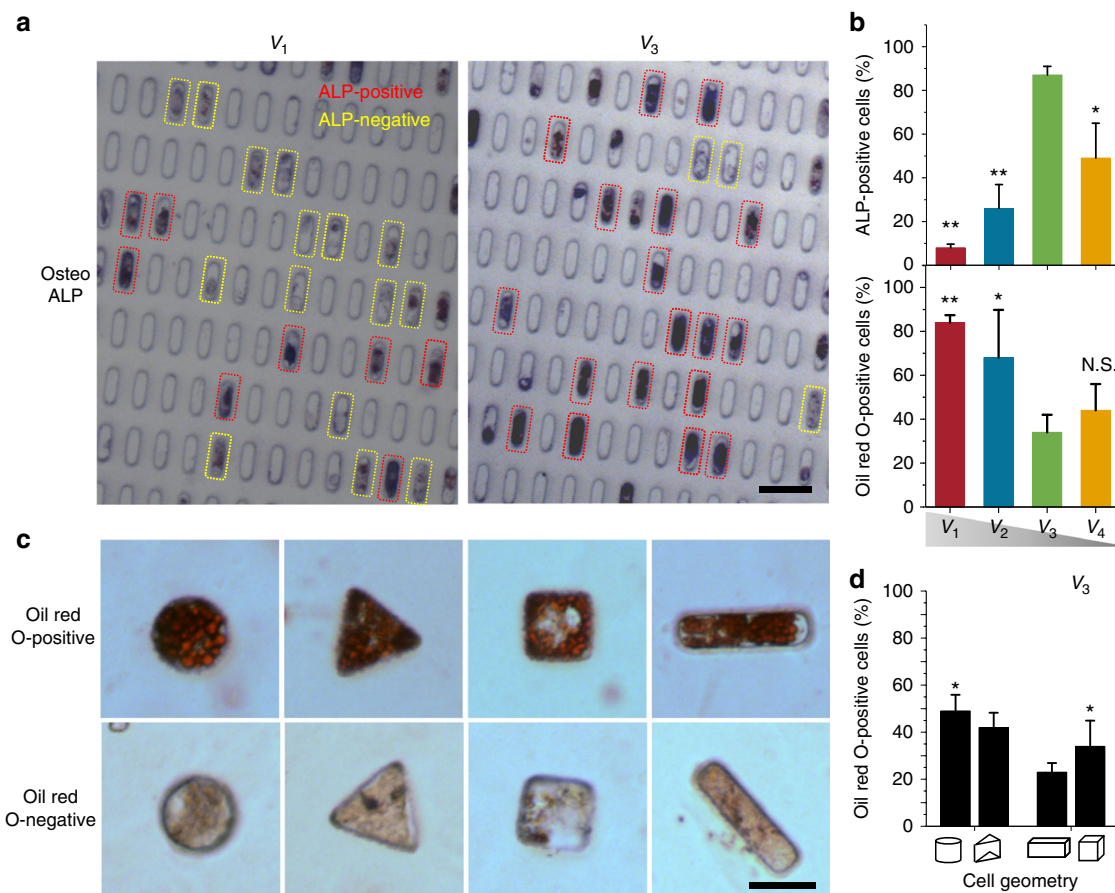 a
V1
V3
ALP-positive
ALP-negative
Osteo
ALP
b
ALP-positive cells (%)
100
80
60
40
20
0
**
**
*
Oil red O-positive cells (%)
100
80
60
40
20
0
**
*
N.S.
V1
V2
V3
V4
c
Oil red
O-positive
Oil red
O-negative
d
V3
Oil red O-positive cells (%)
100
80
60
40
20
0
*
*
Cell geometry